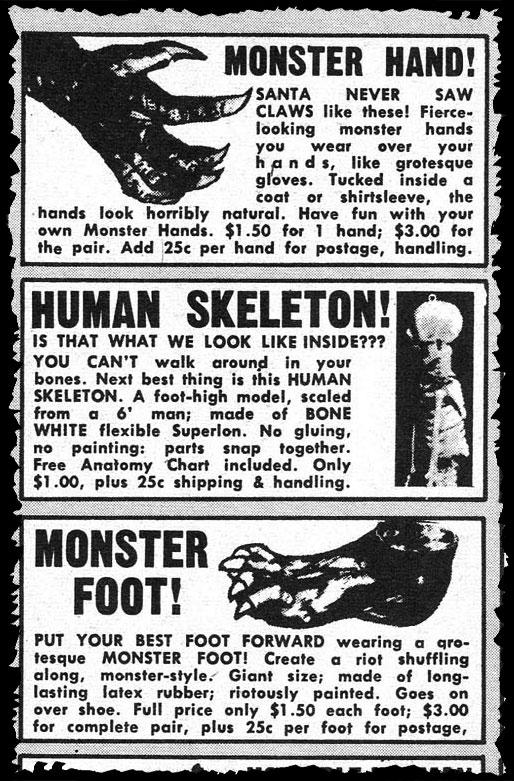 MONSTER HAND!
SANTA NEVER SAW
CLAWS like these! Fierce-
looking monster hands
you wear over your
hands, like grotesque
gloves. Tucked inside a
coat or shirtsleeve, the
hands look horribly natural. Have fun with your
own Monster Hands. $1.50 for 1 hand; $3.00 for
the pair. Add 25c per hand for postage, handling.
HUMAN SKELETON!
IS THAT WHAT WE LOOK LIKE INSIDE???
YOU CAN'T walk around in your
bones. Next best thing is this HUMAN
SKELETON. A foot-high model, scaled
from a 6' man; made of BONE
WHITE flexible Superlon. No gluing,
no painting: parts snap together.
Free Anatomy Chart included. Only
$1.00, plus 25c shipping & handling.
MONSTER
FOOT!
PUT YOUR BEST FOOT FORWARD wearing a gro-
tesque MONSTER FOOT! Create a riot shuffling
along, monster-style. Giant size; made of long-
lasting latex rubber; riotously painted. Goes on
over shoe. Full price only $1.50 each foot; $3.00
for complete pair, plus 25c per foot for postage,